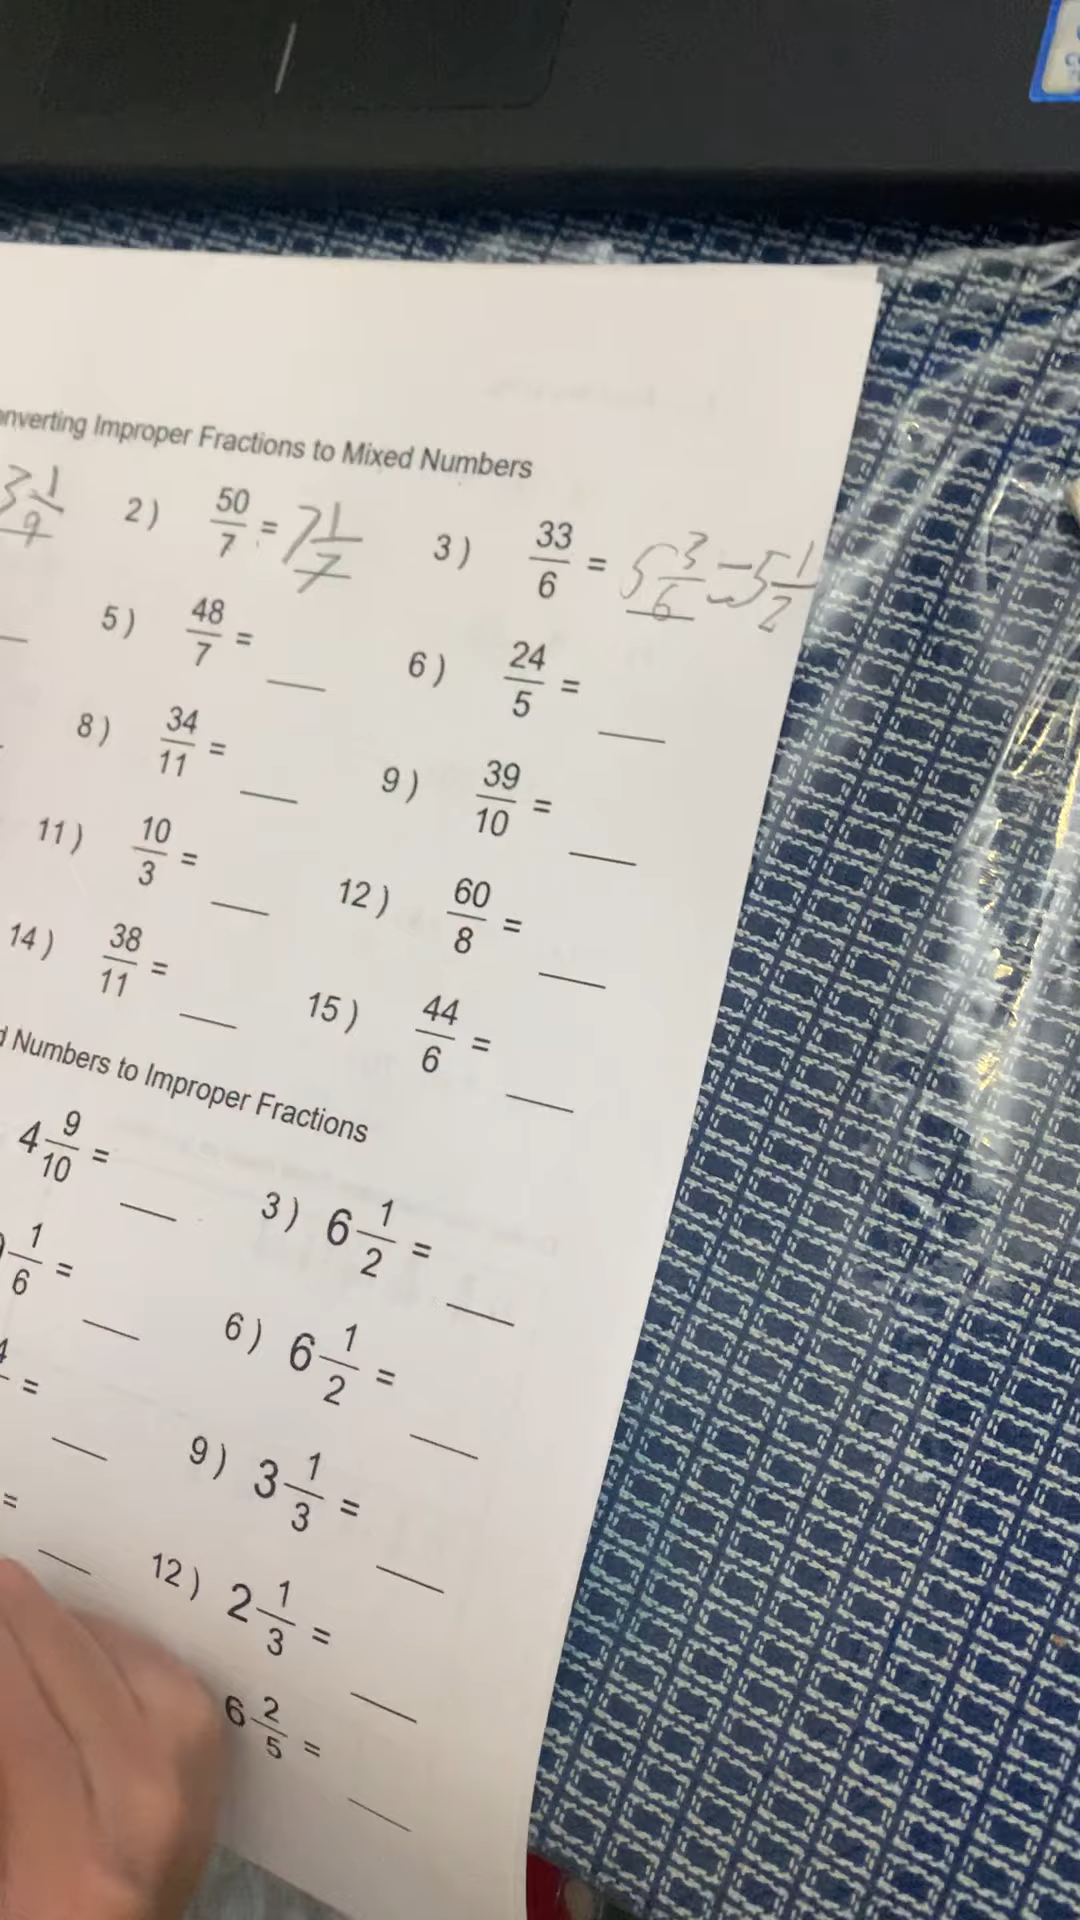 onverting Improper Fractions to Mixed Numbers
3 1/9 2) 50/7 = 7 1/7 3) 33/6 = 5 3/6 = 5 1/2
5) 48/7 = 6) 24/5 =
8) 34/11 = 9) 39/10 =
11) 10/3 = 12) 60/8 =
14) 38/11 = 15) 44/6 =
d Numbers to Improper Fractions
4 9/10 = 3) 6 1/2 =
1/6 = 6) 6 1/2 =
= 9) 3 1/3 =
= 12) 2 1/3 =
6 2/5 =